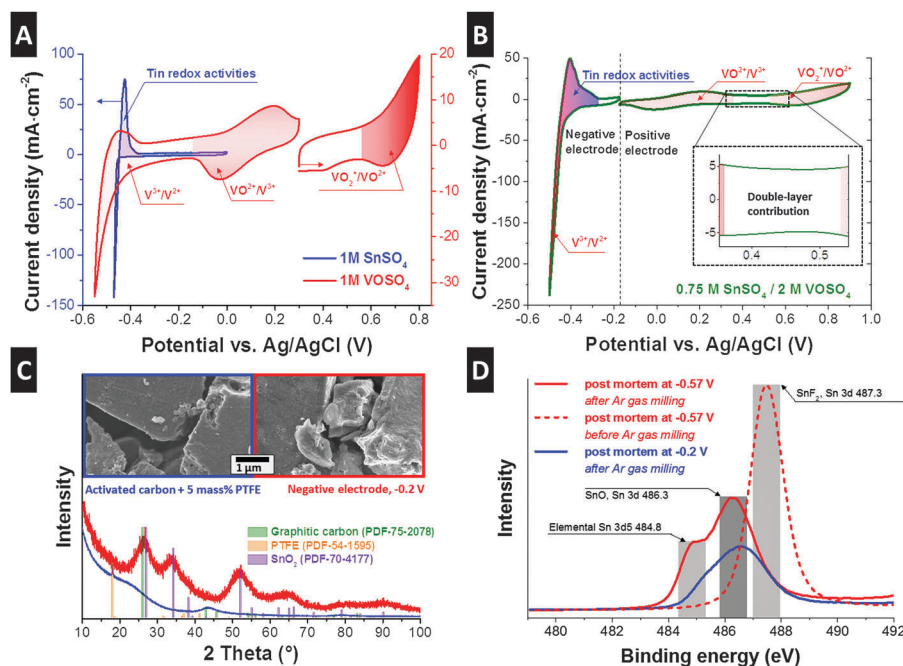 A
100
75
50
25
0
-25
-50
-75
-100
-125
-150
Current density (mA·cm⁻²)
Tin redox activities
V³⁺/V²⁺
VO²⁺/V³⁺
VO₂⁺/VO²⁺
1M SnSO₄
1M VOSO₄
20
10
0
-10
-20
-30
-0.6 -0.4 -0.2 0.0 0.2 0.4 0.6 0.8
Potential vs. Ag/AgCl (V)
B
50
25
0
-25
-50
-75
-100
-150
-200
-250
Current density (mA·cm⁻²)
Tin redox activities
VO²⁺/V³⁺
VO₂⁺/VO²⁺
Negative electrode
Positive electrode
V³⁺/V²⁺
5
0
-5
Double-layer
contribution
0.4 0.5
0.75 M SnSO₄ / 2 M VOSO₄
-0.6 -0.4 -0.2 0.0 0.2 0.4 0.6 0.8 1.0
Potential vs. Ag/AgCl (V)
C
1 µm
Activated carbon + 5 mass% PTFE
Negative electrode, -0.2 V
Graphitic carbon (PDF-75-2078)
PTFE (PDF-54-1595)
SnO₂ (PDF-70-4177)
Intensity
10 20 30 40 50 60 70 80 90 100
2 Theta (°)
D
post mortem at -0.57 V
after Ar gas milling
post mortem at -0.57 V
before Ar gas milling
post mortem at -0.2 V
after Ar gas milling
SnF₂, Sn 3d 487.3
SnO, Sn 3d 486.3
Elemental Sn 3d5 484.8
Intensity
480 482 484 486 488 490 492
Binding energy (eV)